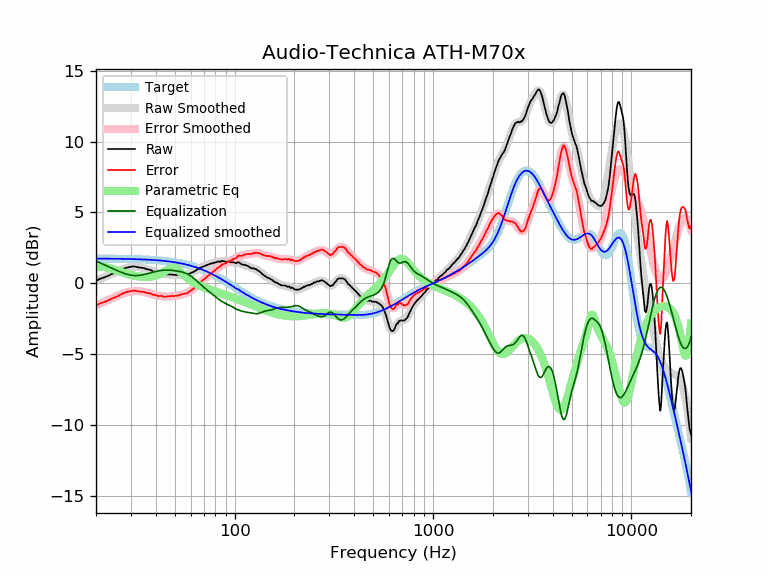 Audio-Technica ATH-M70x
15
10
5
0
−5
−10
−15
Amplitude (dBr)
Target
Raw Smoothed
Error Smoothed
Raw
Error
Parametric Eq
Equalization
Equalized smoothed
100
1000
10000
Frequency (Hz)